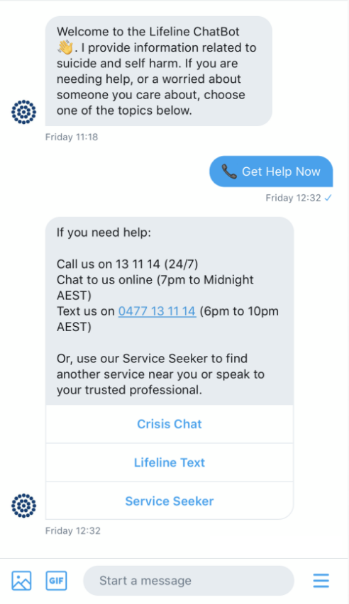 Welcome to the Lifeline ChatBot
👋. I provide information related to
suicide and self harm. If you are
needing help, or a worried about
someone you care about, choose
one of the topics below.
Friday 11:18
📞 Get Help Now
Friday 12:32 ✓
If you need help:
Call us on 13 11 14 (24/7)
Chat to us online (7pm to Midnight
AEST)
Text us on 0477 13 11 14 (6pm to 10pm
AEST)
Or, use our Service Seeker to find
another service near you or speak to
your trusted professional.
Crisis Chat
Lifeline Text
Service Seeker
Friday 12:32
GIF
Start a message